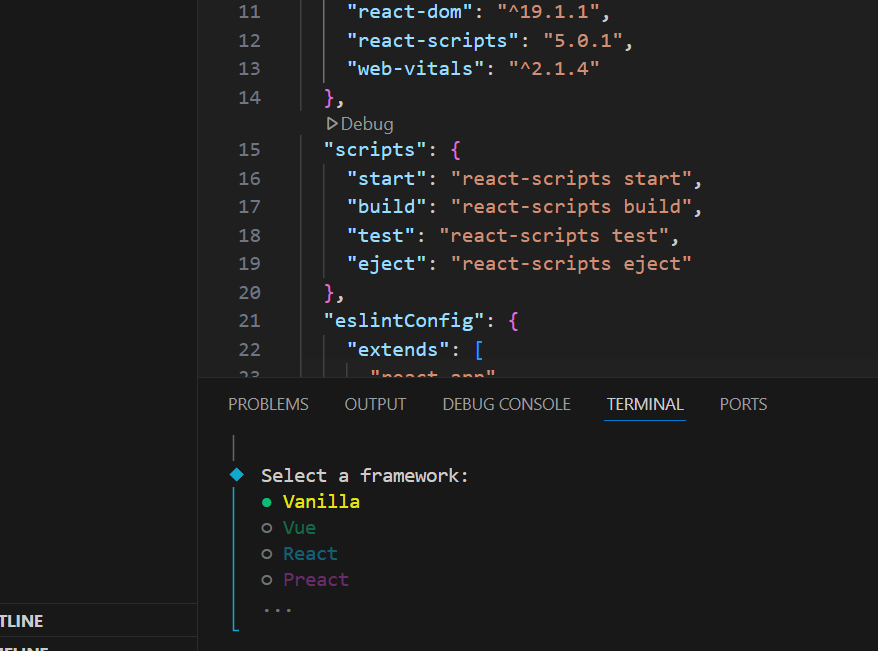 11 "react-dom": "^19.1.1",
12 "react-scripts": "5.0.1",
13 "web-vitals": "^2.1.4"
14 },
Debug
15 "scripts": {
16 "start": "react-scripts start",
17 "build": "react-scripts build",
18 "test": "react-scripts test",
19 "eject": "react-scripts eject"
20 },
21 "eslintConfig": {
22 "extends": [
23 "react-app"
PROBLEMS OUTPUT DEBUG CONSOLE TERMINAL PORTS
Select a framework:
Vanilla
Vue
React
Preact
...
TLINE